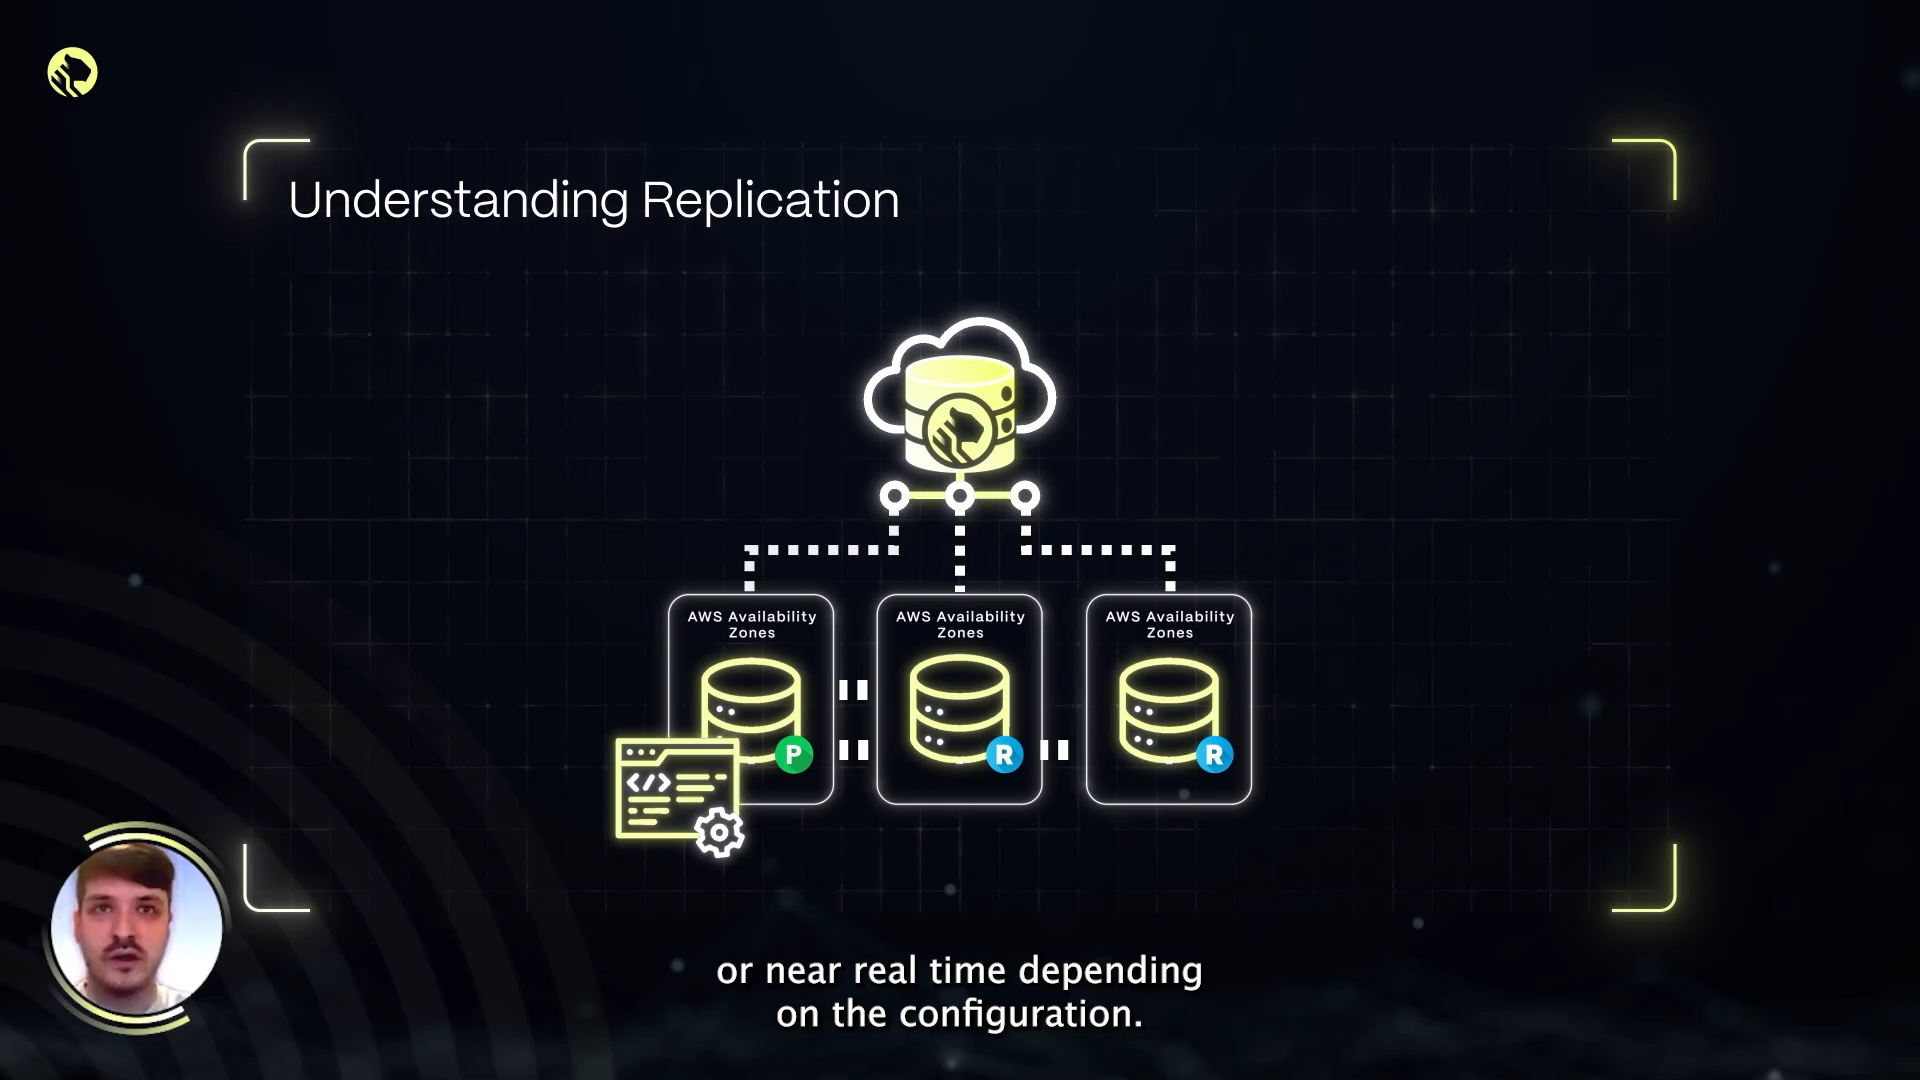 Understanding Replication
AWS Availability
Zones
AWS Availability
Zones
AWS Availability
Zones
</>
P
R
R
or near real time depending
on the configuration.